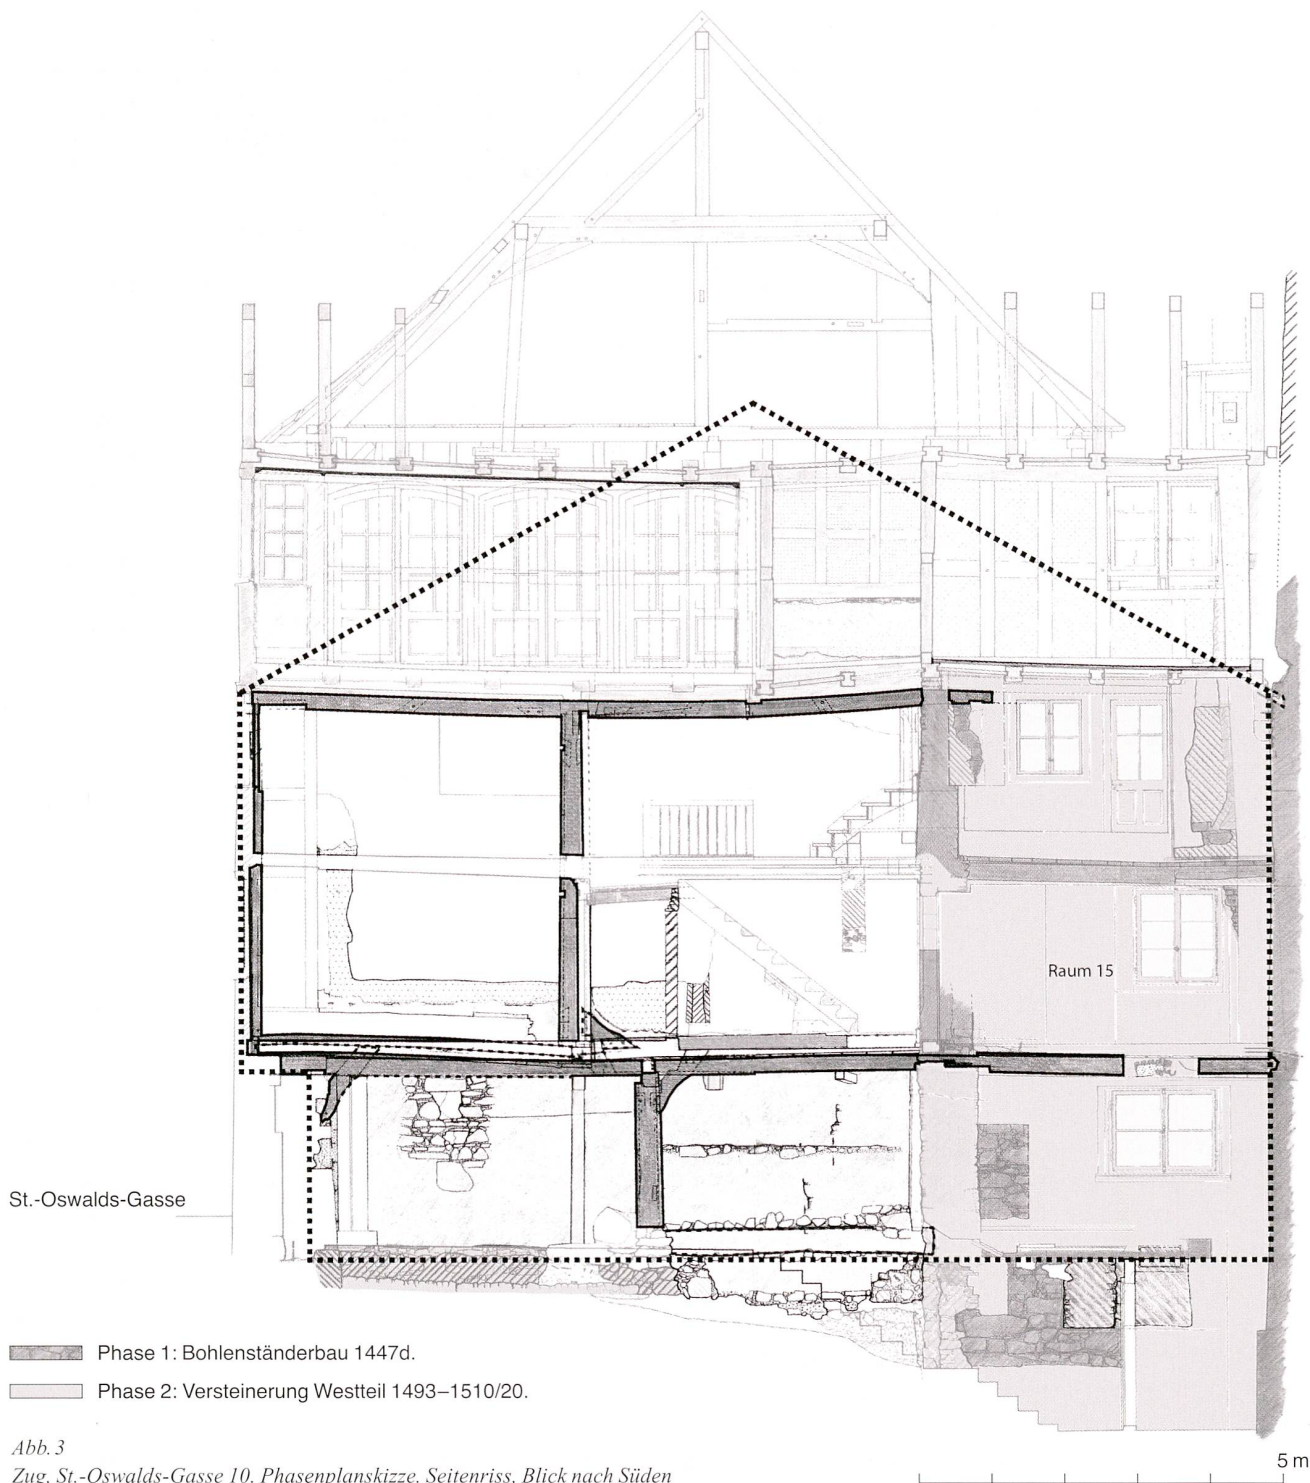 Raum 15
St.-Oswalds-Gasse
Phase 1: Bohlenständerbau 1447d.
Phase 2: Versteinerung Westteil 1493–1510/20.
Abb. 3
5 m
Zug, St.-Oswalds-Gasse 10. Phasenplanskizze. Seitenriss, Blick nach Süden